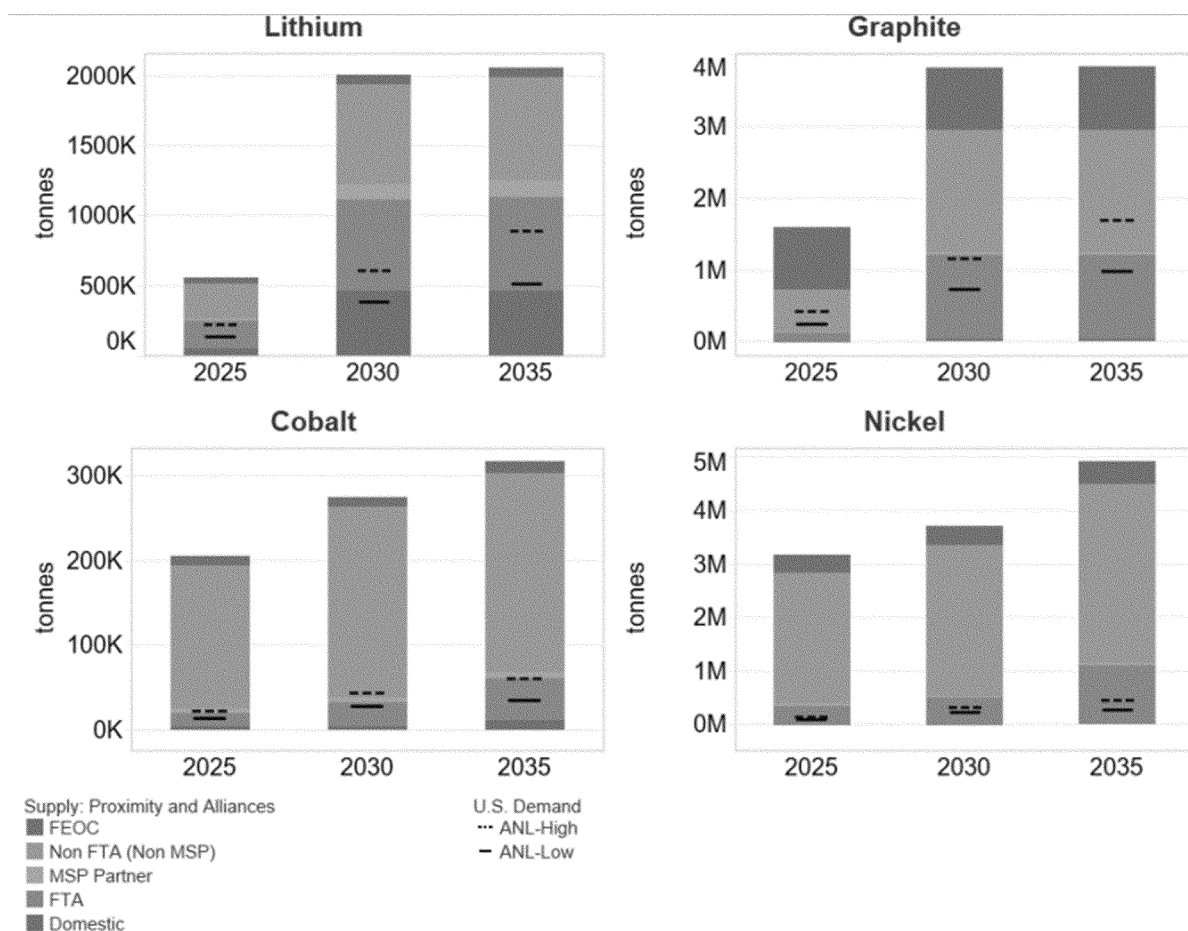 Lithium
2000K
1500K
1000K
500K
0K
tonnes
2025 2030 2035
Graphite
4M
3M
2M
1M
0M
tonnes
2025 2030 2035
Cobalt
300K
200K
100K
0K
tonnes
2025 2030 2035
Nickel
5M
4M
3M
2M
1M
0M
tonnes
2025 2030 2035
Supply: Proximity and Alliances
FEOC
Non FTA (Non MSP)
MSP Partner
FTA
Domestic
U.S. Demand
ANL-High
ANL-Low